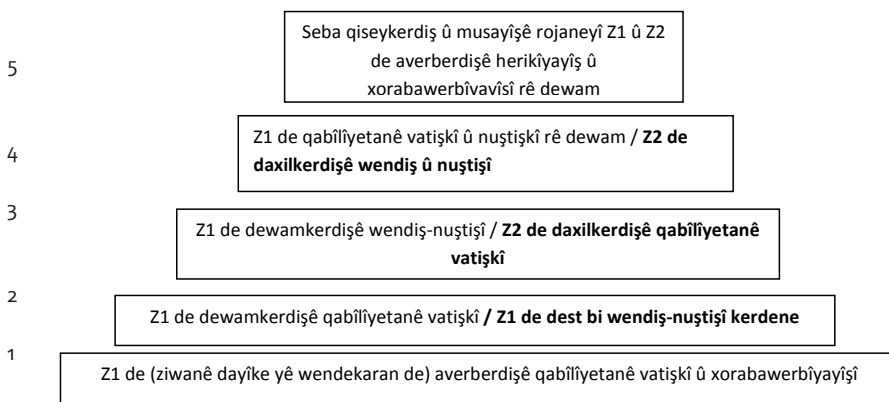 5
Seba qiseykerdiş û musayîşê rojaneyî Z1 û Z2
de averberdişê herikîyayîş û
xorabawerbîvavîsî rê dewam
4
Z1 de qabîlîyetanê vatişkî û nuştişkî rê dewam / Z2 de
daxilkerdişê wendiş û nuştişî
3
Z1 de dewamkerdişê wendiş-nuştişî / Z2 de daxilkerdişê qabîlîyetanê
vatişkî
2
Z1 de dewamkerdişê qabîlîyetanê vatişkî / Z1 de dest bi wendiş-nuştişî kerdene
1
Z1 de (ziwanê dayîke yê wendekaran de) averberdişê qabîlîyetanê vatişkî û xorabawerbîyayîşî